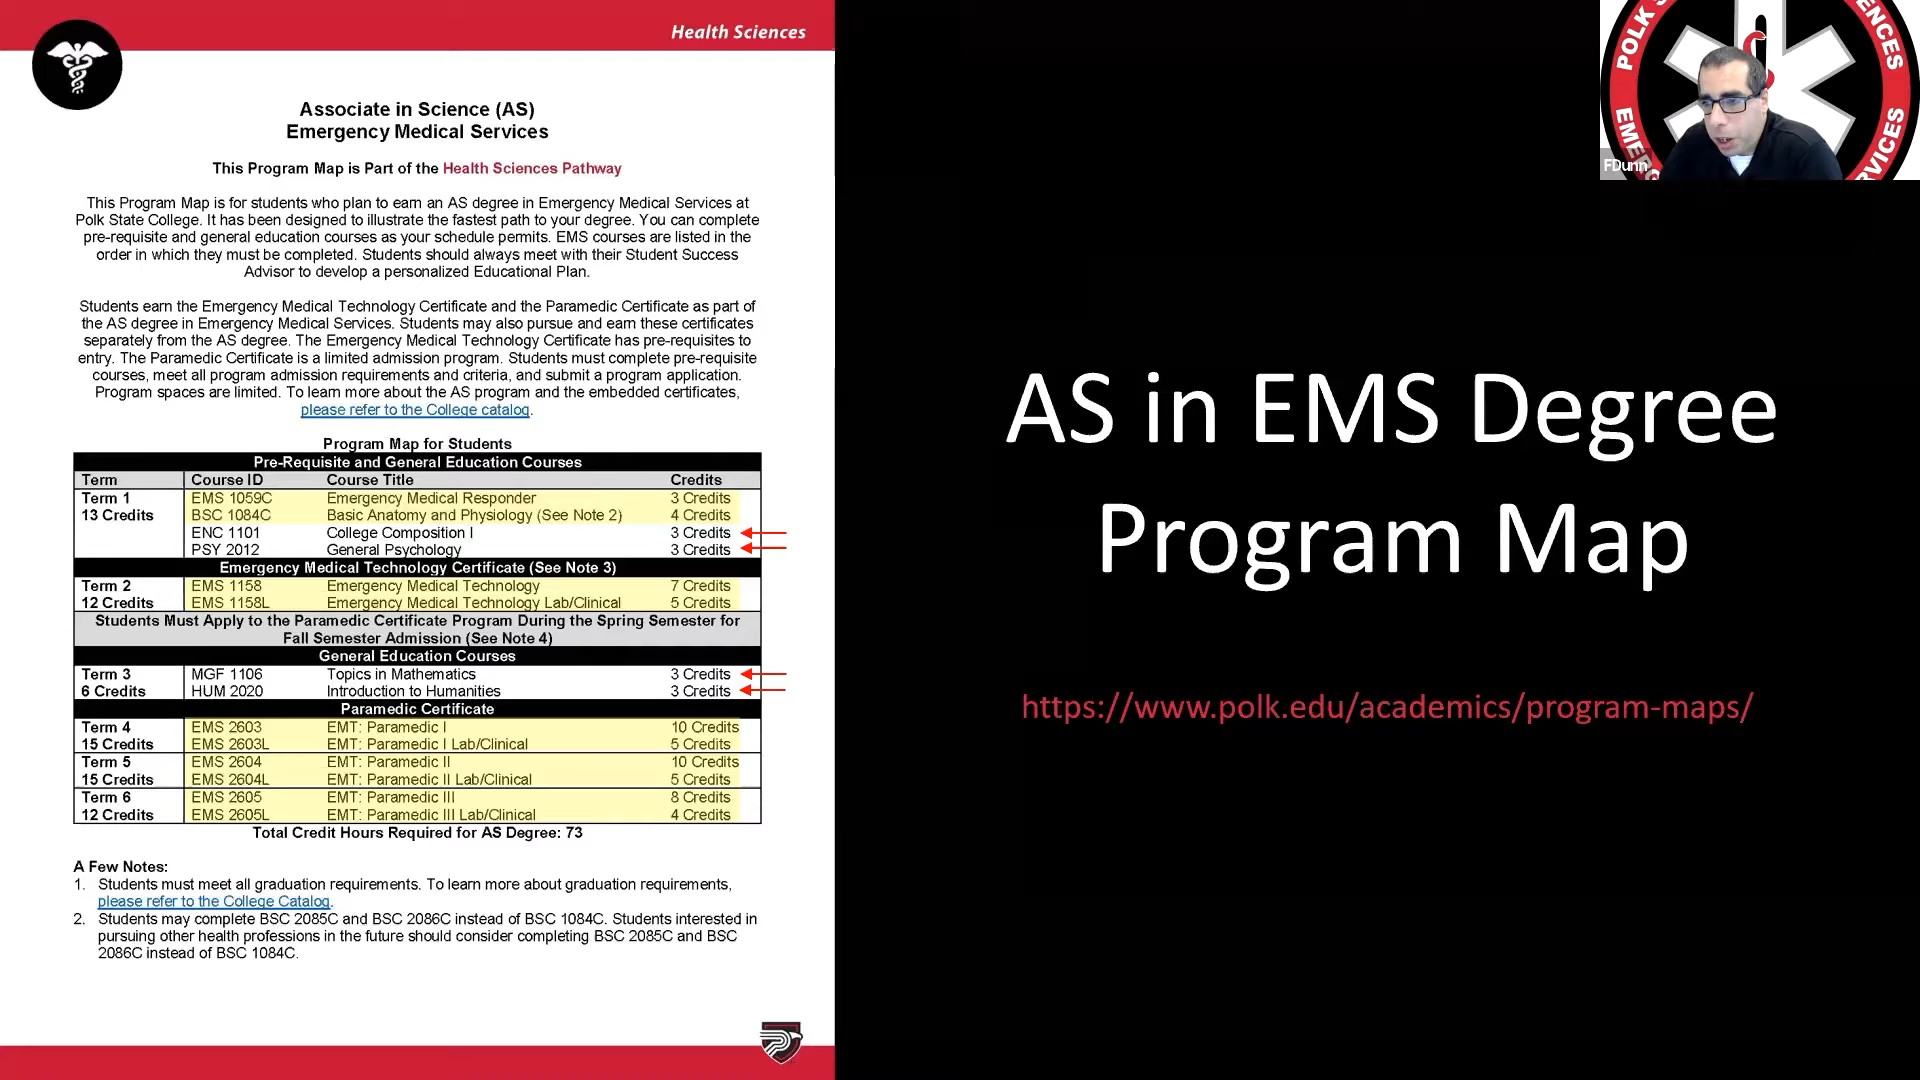 Health Sciences
Associate in Science (AS)
Emergency Medical Services
This Program Map is Part of the Health Sciences Pathway
This Program Map is for students who plan to earn an AS degree in Emergency Medical Services at
Polk State College. It has been designed to illustrate the fastest path to your degree. You can complete
pre-requisite and general education courses as your schedule permits. EMS courses are listed in the
order in which they must be completed. Students should always meet with their Student Success
Advisor to develop a personalized Educational Plan.
Students earn the Emergency Medical Technology Certificate and the Paramedic Certificate as part of
the AS degree in Emergency Medical Services. Students may also pursue and earn these certificates
separately from the AS degree. The Emergency Medical Technology Certificate has pre-requisites to
entry. The Paramedic Certificate is a limited admission program. Students must complete pre-requisite
courses, meet all program admission requirements and criteria, and submit a program application.
Program spaces are limited. To learn more about the AS program and the embedded certificates,
please refer to the College catalog.
Program Map for Students
Pre-Requisite and General Education Courses
Term Course ID Course Title Credits
Term 1 EMS 1059C Emergency Medical Responder 3 Credits
13 Credits BSC 1084C Basic Anatomy and Physiology (See Note 2) 4 Credits
ENC 1101 College Composition I 3 Credits
PSY 2012 General Psychology 3 Credits
Emergency Medical Technology Certificate (See Note 3)
Term 2 EMS 1158 Emergency Medical Technology 7 Credits
12 Credits EMS 1158L Emergency Medical Technology Lab/Clinical 5 Credits
Students Must Apply to the Paramedic Certificate Program During the Spring Semester for
Fall Semester Admission (See Note 4)
General Education Courses
Term 3 MGF 1106 Topics in Mathematics 3 Credits
6 Credits HUM 2020 Introduction to Humanities 3 Credits
Paramedic Certificate
Term 4 EMS 2603 EMT: Paramedic I 10 Credits
15 Credits EMS 2603L EMT: Paramedic I Lab/Clinical 5 Credits
Term 5 EMS 2604 EMT: Paramedic II 10 Credits
15 Credits EMS 2604L EMT: Paramedic II Lab/Clinical 5 Credits
Term 6 EMS 2605 EMT: Paramedic III 8 Credits
12 Credits EMS 2605L EMT: Paramedic III Lab/Clinical 4 Credits
Total Credit Hours Required for AS Degree: 73
A Few Notes:
1. Students must meet all graduation requirements. To learn more about graduation requirements,
please refer to the College Catalog.
2. Students may complete BSC 2085C and BSC 2086C instead of BSC 1084C. Students interested in
pursuing other health professions in the future should consider completing BSC 2085C and BSC
2086C instead of BSC 1084C.
AS in EMS Degree
Program Map
https://www.polk.edu/academics/program-maps/
POLK
FDunn